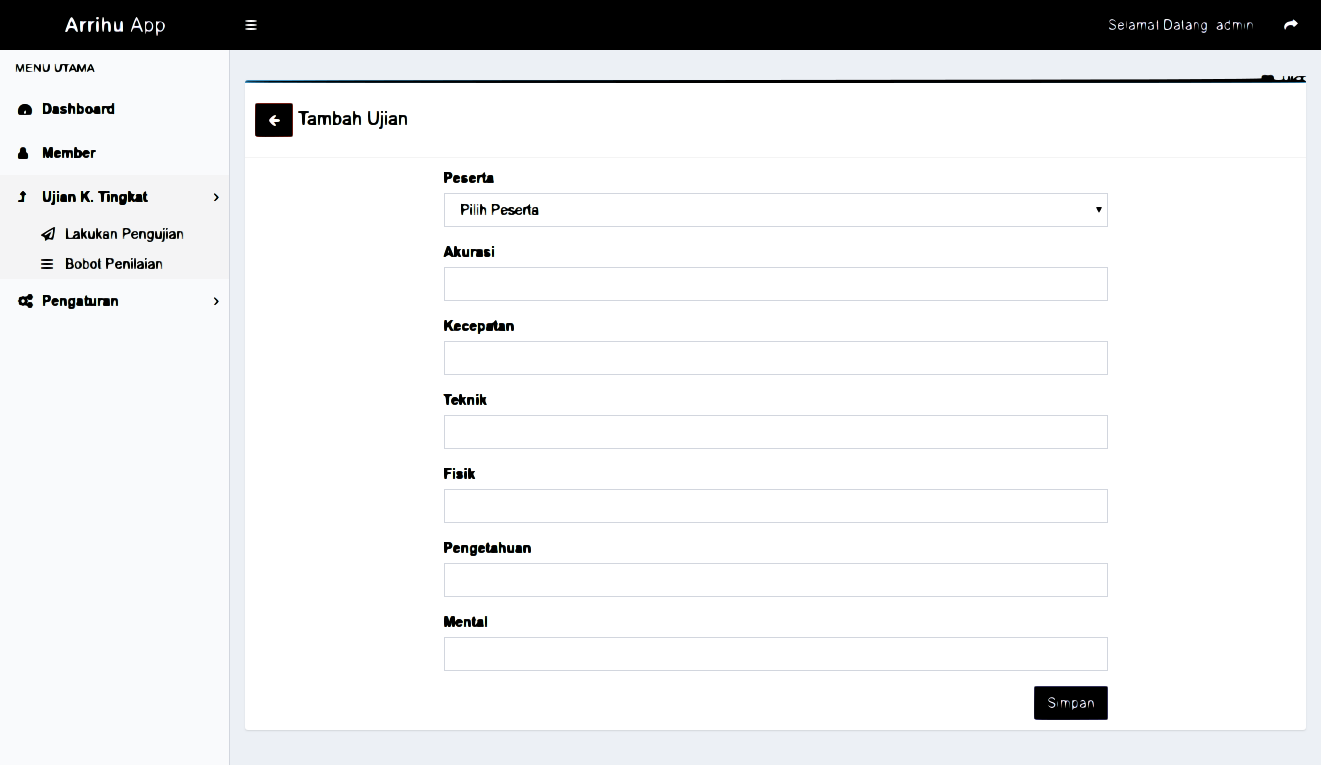 Arrihu App
Selamat Datang, admin
MENU UTAMA
Dashboard
Member
Ujian K. Tingkat
Lakukan Pengujian
Bobot Penilaian
Pengaturan
Tambah Ujian
Peserta
Pilih Peserta
Akurasi
Kecepatan
Teknik
Fisik
Pengetahuan
Mental
Simpan